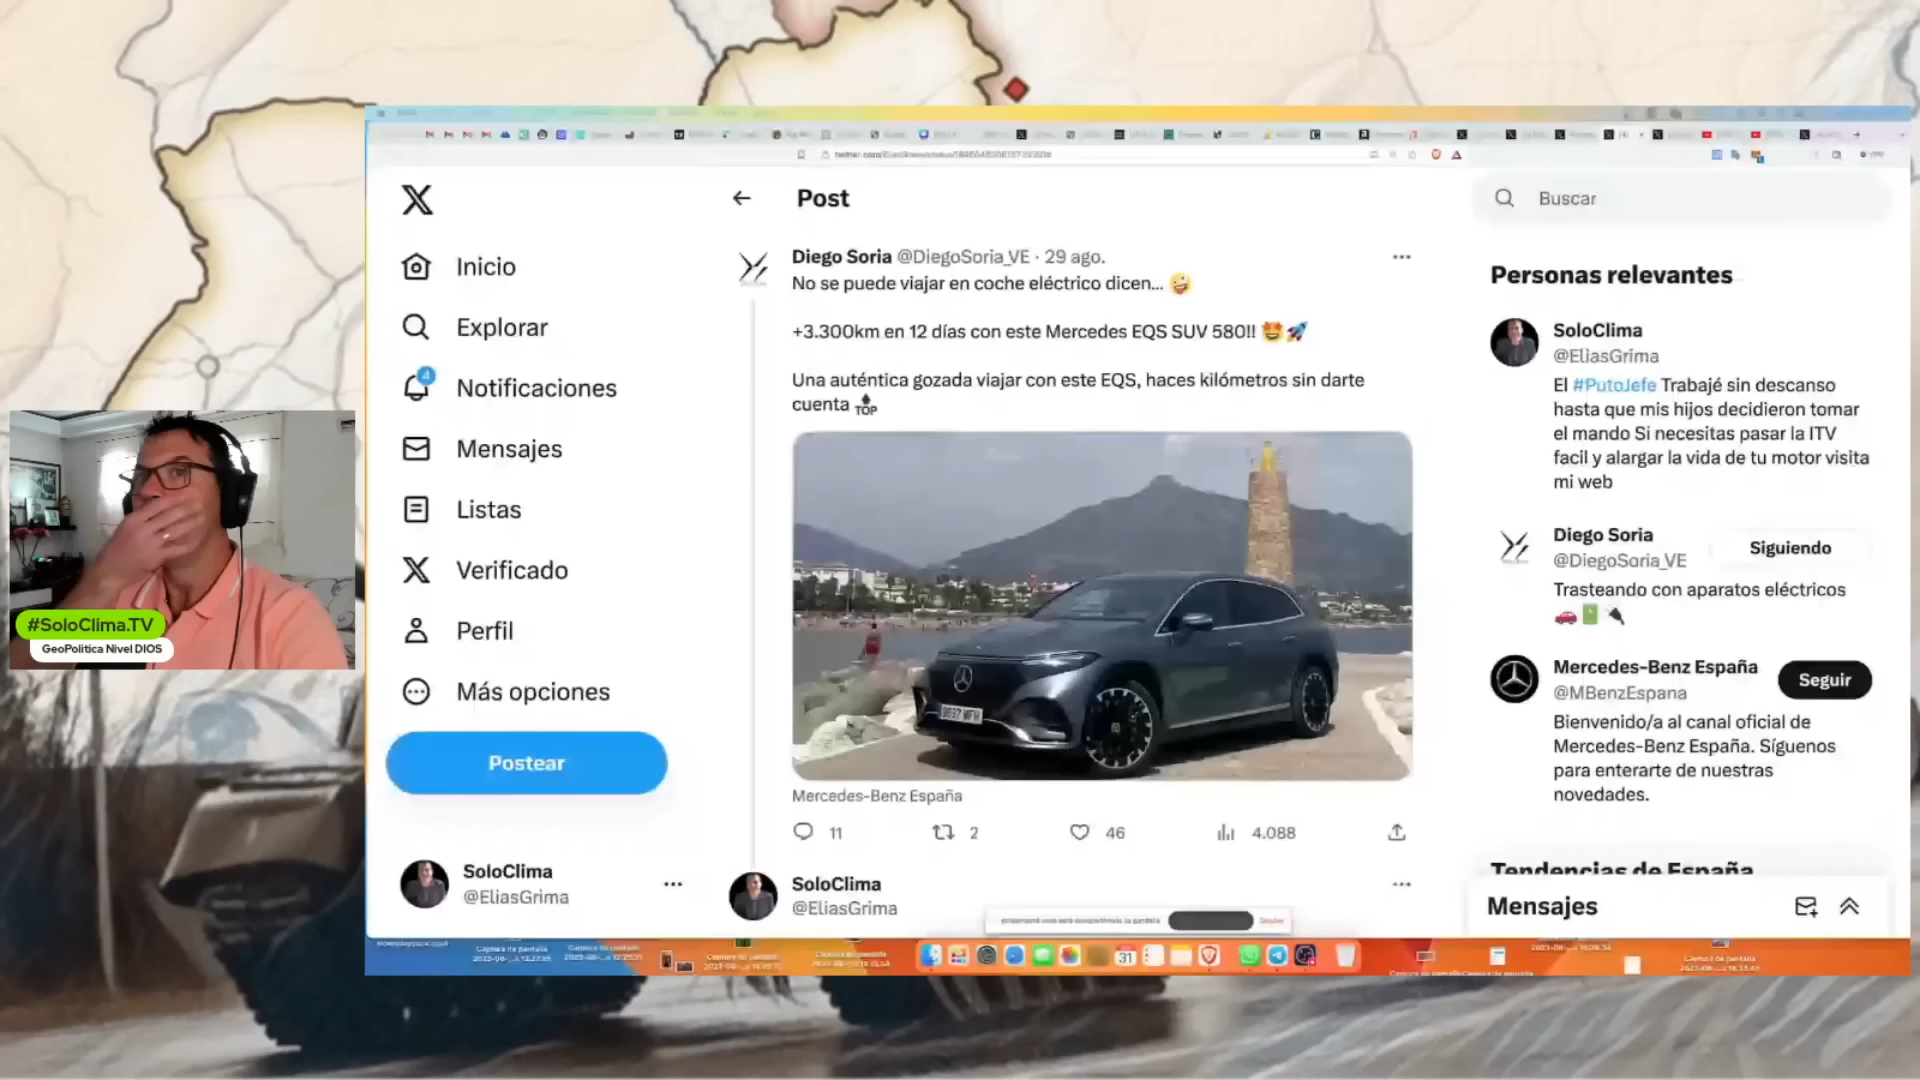 Post
Buscar
Inicio
Explorar
4
Notificaciones
Mensajes
Listas
Verificado
Perfil
Más opciones
Postear
SoloClima
@EliasGrima
Diego Soria @DiegoSoria_VE · 29 ago.
No se puede viajar en coche eléctrico dicen...
+3.300km en 12 días con este Mercedes EQS SUV 580!!
Una auténtica gozada viajar con este EQS, haces kilómetros sin darte
cuenta TOP
Mercedes-Benz España
11
2
46
4.088
SoloClima
@EliasGrima
Personas relevantes
SoloClima
@EliasGrima
El #PutoJefe Trabajé sin descanso
hasta que mis hijos decidieron tomar
el mando Si necesitas pasar la ITV
facil y alargar la vida de tu motor visita
mi web
Diego Soria
@DiegoSoria_VE
Siguiendo
Trasteando con aparatos eléctricos
Mercedes-Benz España
@MBenzEspana
Seguir
Bienvenido/a al canal oficial de
Mercedes-Benz España. Síguenos
para enterarte de nuestras
novedades.
Tendencias de España
Mensajes
31
#SoloClima.TV
GeoPolitica Nivel DIOS